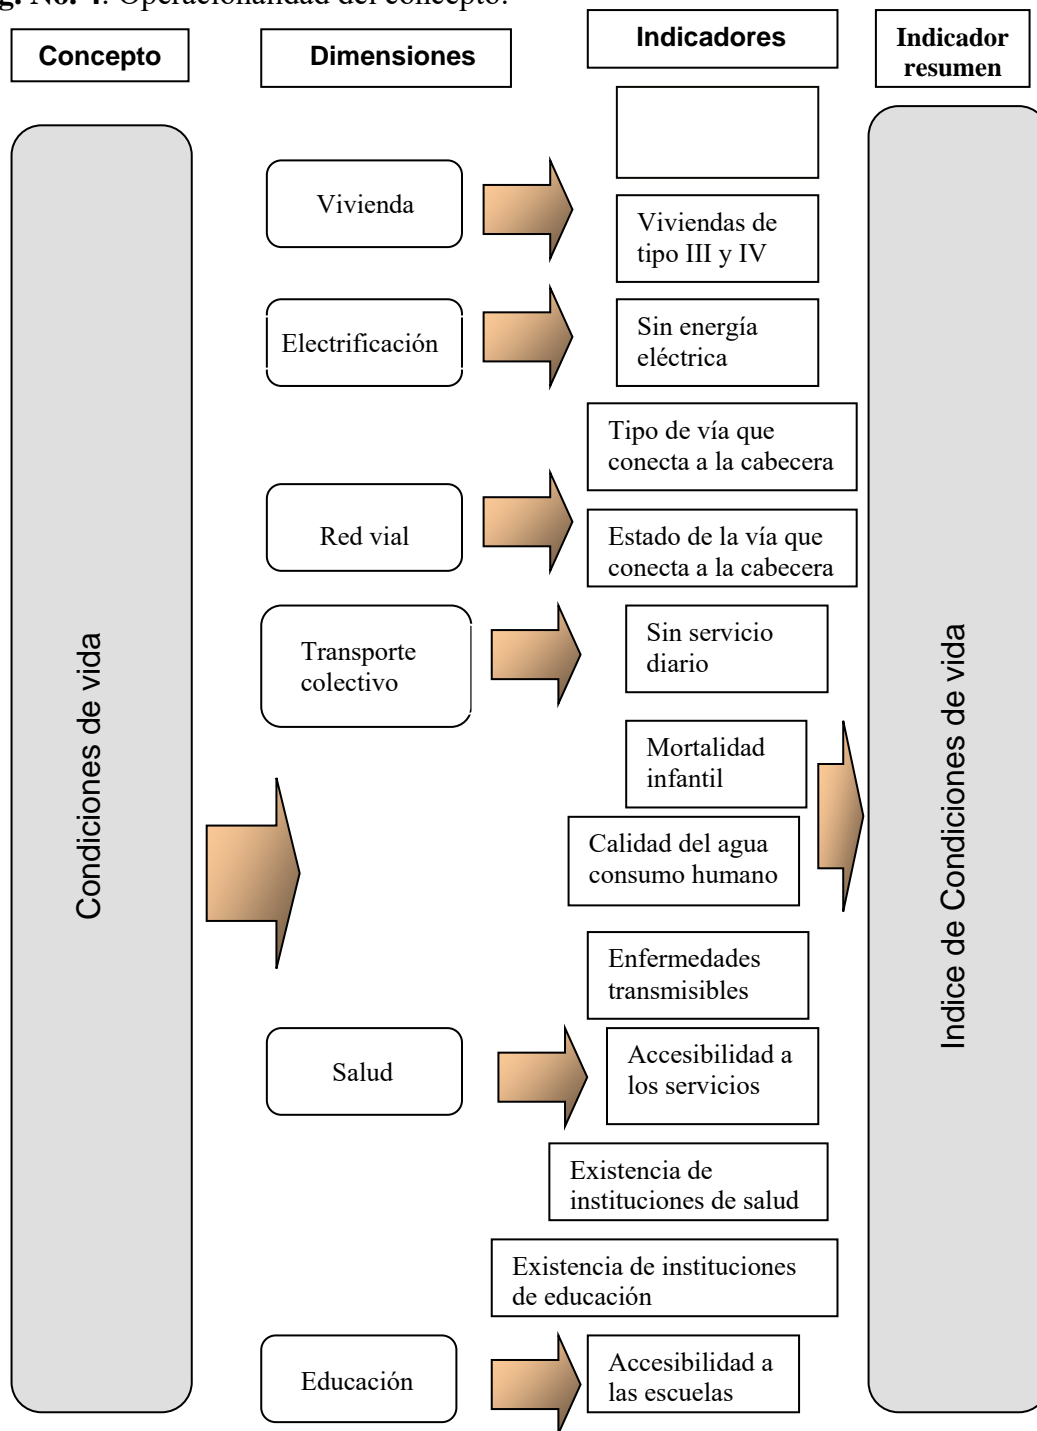 g. No. 4. Operacionalidad del concepto.
Concepto
Dimensiones
Indicadores
Indicador
resumen
Condiciones de vida
Vivienda
Viviendas de
tipo III y IV
Electrificación
Sin energía
eléctrica
Tipo de vía que
conecta a la cabecera
Red vial
Estado de la vía que
conecta a la cabecera
Transporte
colectivo
Sin servicio
diario
Mortalidad
infantil
Calidad del agua
consumo humano
Enfermedades
transmisibles
Salud
Accesibilidad a
los servicios
Existencia de
instituciones de salud
Existencia de instituciones
de educación
Educación
Accesibilidad a
las escuelas
Indice de Condiciones de vida